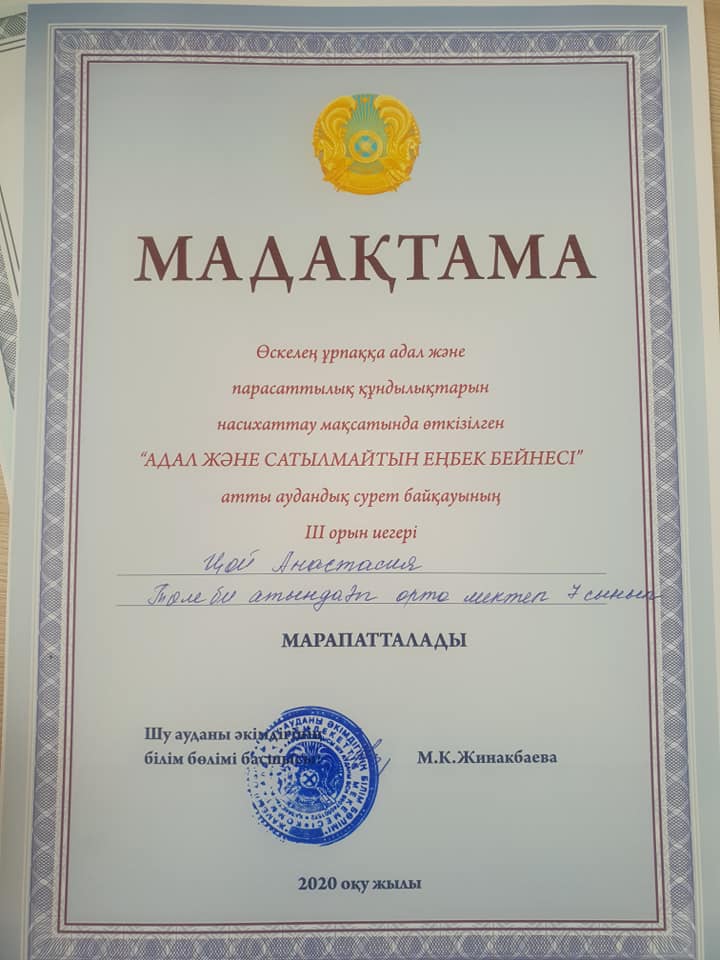 МАДАҚТАМА
Өскелең ұрпаққа адал және
парасаттылық құндылықтарын
насихаттау мақсатында өткізілген
“АДАЛ ЖӘНЕ САТЫЛМАЙТЫН ЕҢБЕК БЕЙНЕСІ”
атты аудандық сурет байқауының
III орын иегері
Цой Анастасия
Төле би атындағы орта мектеп 7 сынып
МАРАПАТТАЛАДЫ
Шу ауданы әкімдігінің
білім бөлімі басшысы:
М.К.Жинакбаева
2020 оқу жылы